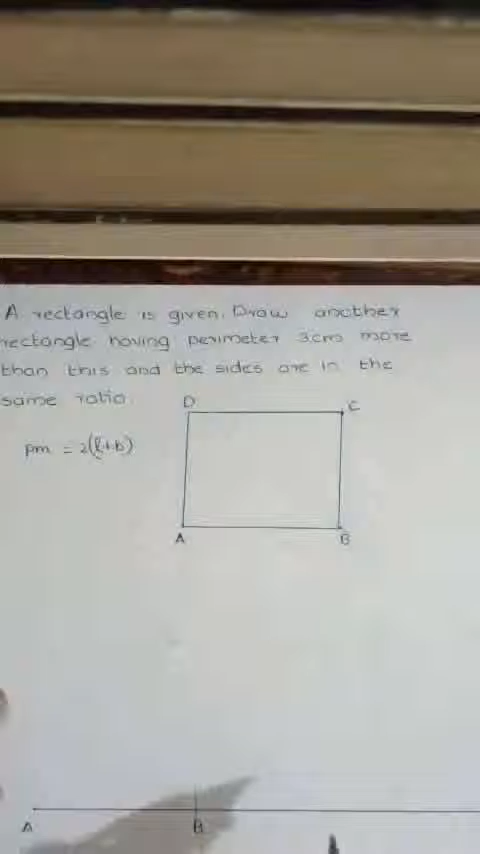 A rectangle is given. Draw another
rectangle having perimeter 3cm more
than this and the sides are in the
same ratio
D C
Pm = 2(l+b)
A B
A B